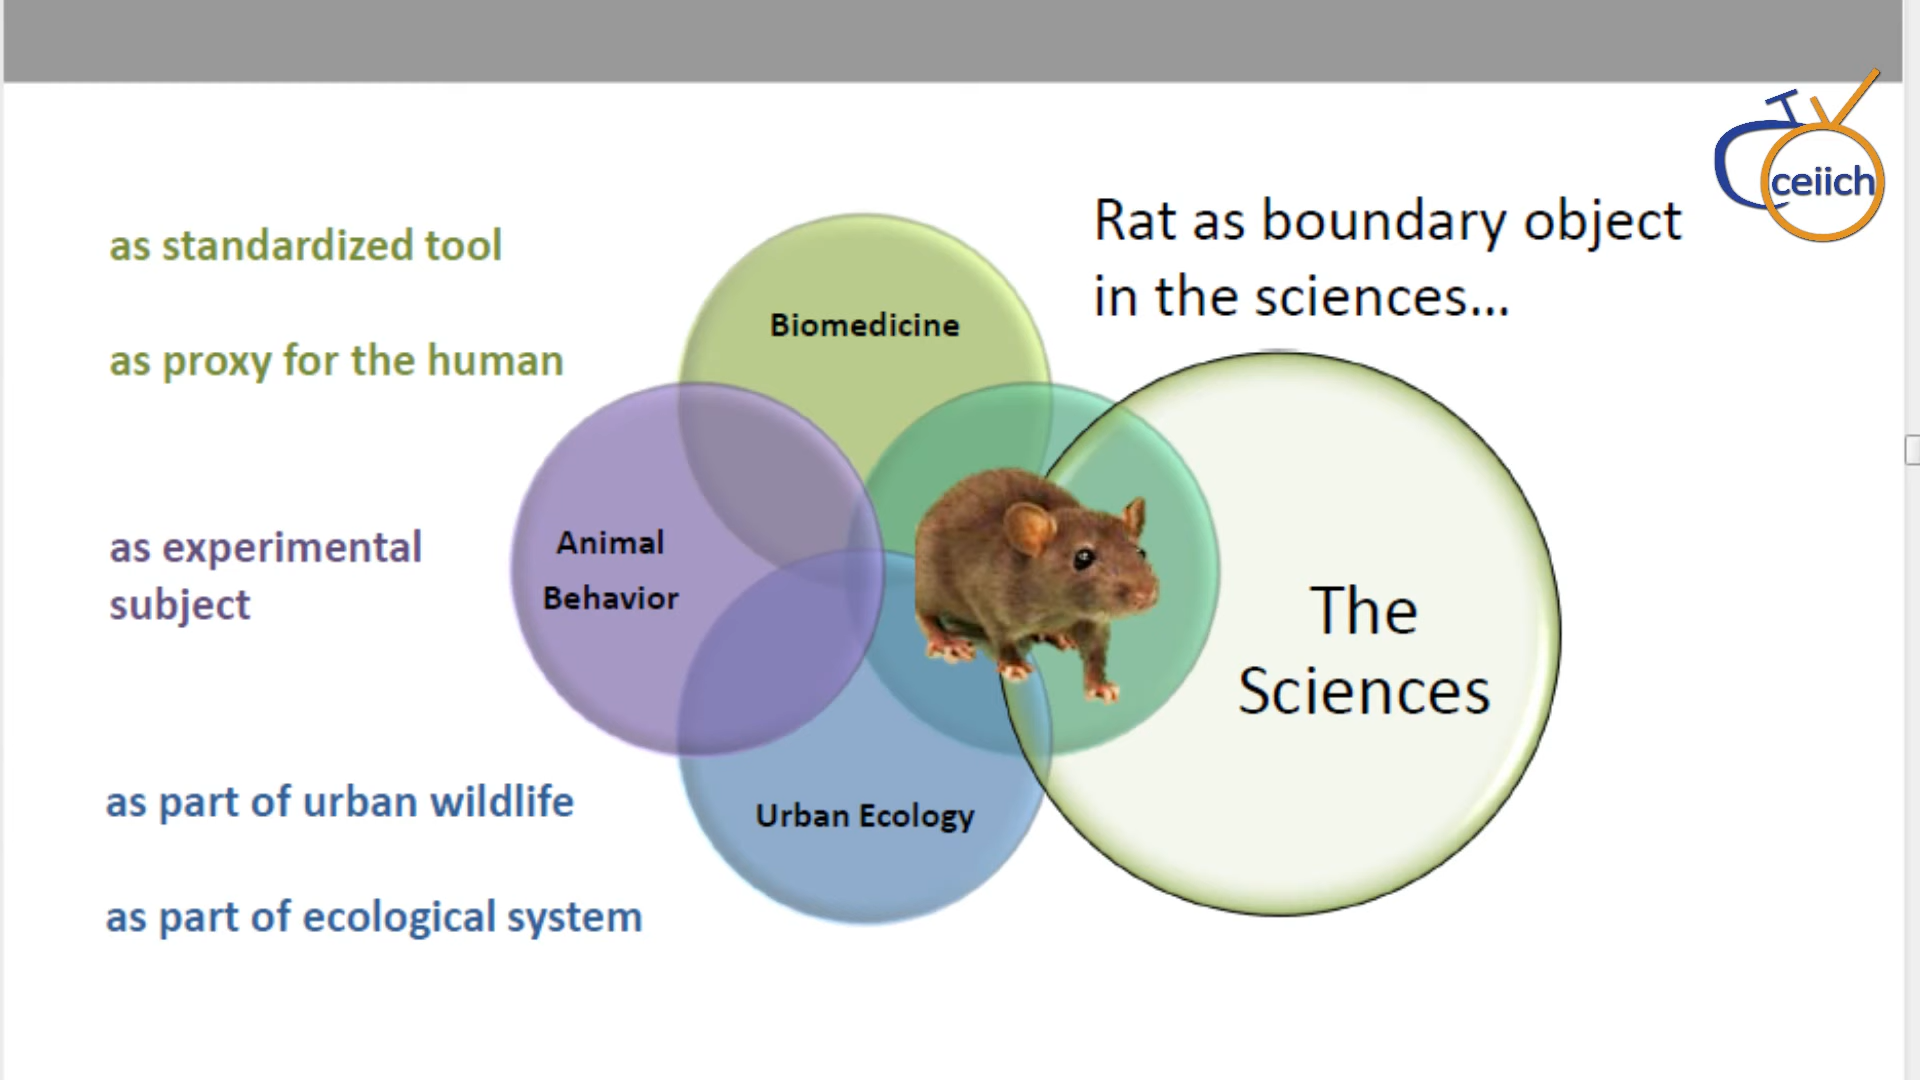 TV
ceiich
Rat as boundary object
in the sciences...
as standardized tool
as proxy for the human
as experimental
subject
as part of urban wildlife
as part of ecological system
Biomedicine
Animal
Behavior
Urban Ecology
The
Sciences